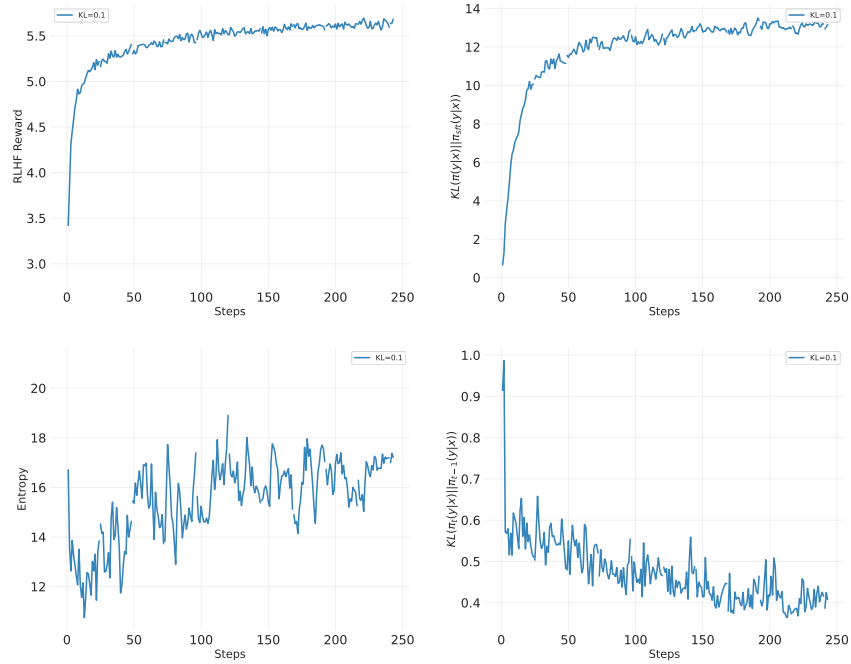 KL=0.1
RLHF Reward
5.5
5.0
4.5
4.0
3.5
3.0
0 50 100 150 200 250
Steps
KL=0.1
KL(π(y|x)||πsft(y|x))
14
12
10
8
6
4
2
0
0 50 100 150 200 250
Steps
KL=0.1
Entropy
20
18
16
14
12
0 50 100 150 200 250
Steps
KL=0.1
KL(πt(y|x)||πt−1(y|x))
1.0
0.9
0.8
0.7
0.6
0.5
0.4
0 50 100 150 200 250
Steps